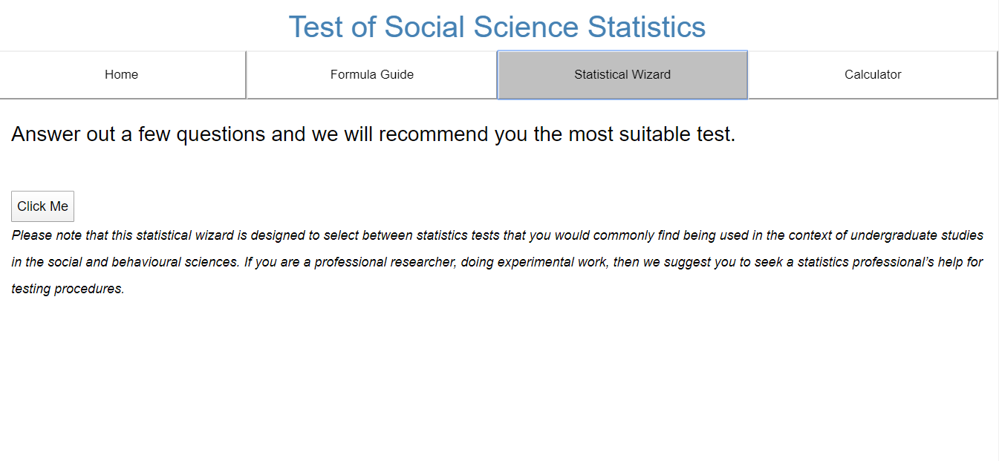 Test of Social Science Statistics
Home
Formula Guide
Statistical Wizard
Calculator
Answer out a few questions and we will recommend you the most suitable test.
Click Me
Please note that this statistical wizard is designed to select between statistics tests that you would commonly find being used in the context of undergraduate studies
in the social and behavioural sciences. If you are a professional researcher, doing experimental work, then we suggest you to seek a statistics professional’s help for
testing procedures.